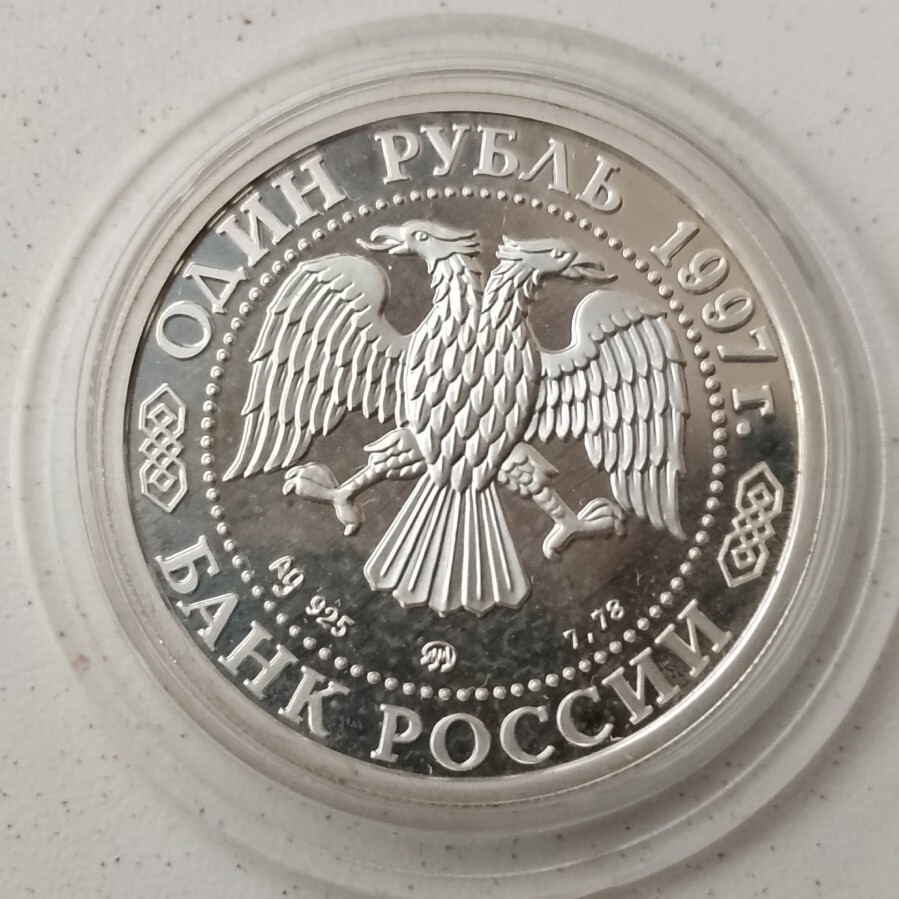 ОДИН РУБЛЬ 1997 г.
Ag 925
7,78
БАНК РОССИИ